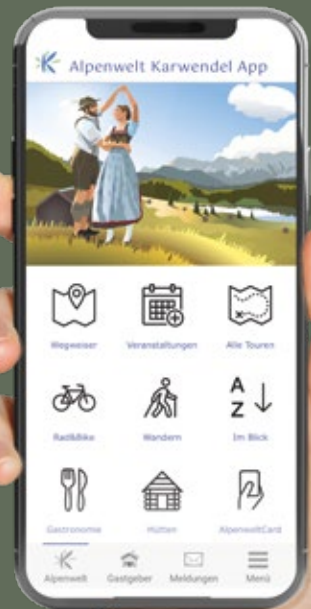 Alpenwelt Karwendel App
Wegweiser
Veranstaltungen
Alle Touren
A
Z
Rad&Bike
Wandern
Im Blick
Gastronomie
Hütten
AlpenweltCard
Alpenwelt
Gastgeber
Meldungen
Menü